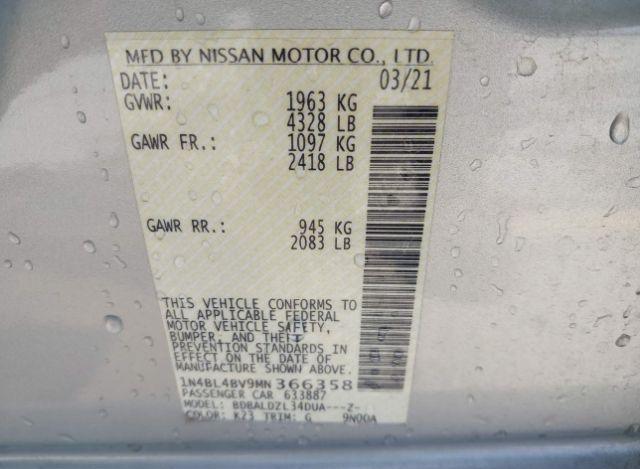 MFD BY NISSAN MOTOR CO., LTD.
DATE: 03/21
GVWR: 1963 KG
4328 LB
GAWR FR.: 1097 KG
2418 LB
GAWR RR.: 945 KG
2083 LB
THIS VEHICLE CONFORMS TO
ALL APPLICABLE FEDERAL
MOTOR VEHICLE SAFETY,
BUMPER, AND THEFT
PREVENTION STANDARDS IN
EFFECT ON THE DATE OF
MANUFACTURE SHOWN ABOVE.
1N4BL4BV9MN366358
PASSENGER CAR 633887
MODEL: BDBALDZL34DUA---Z-
COLOR: K23 TRIM: G 9N00A